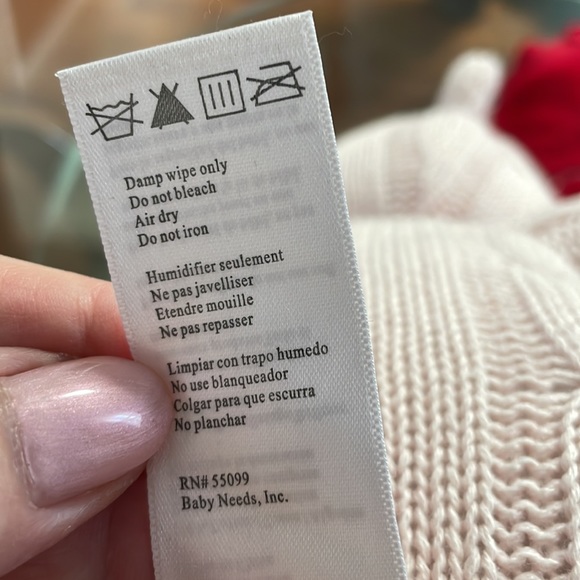 Damp wipe only
Do not bleach
Air dry
Do not iron
Humidifier seulement
Ne pas javelliser
Etendre mouille
Ne pas repasser
Limpiar con trapo humedo
No use blanqueador
Colgar para que escurra
No planchar
RN# 55099
Baby Needs, Inc.